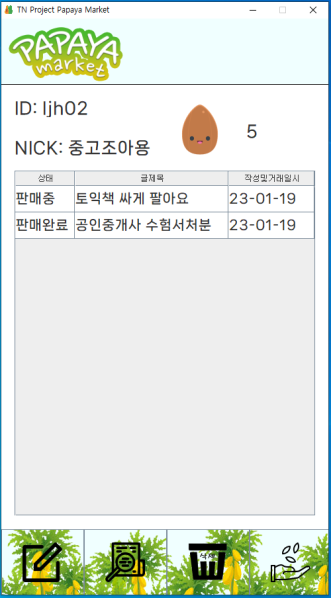 TN Project Papaya Market
PAPAYA
market
ID: ljh02
5
NICK: 중고조아용
상태 글제목 작성및거래일시
판매중 토익책 싸게 팔아요 23-01-19
판매완료 공인중개사 수험서처분 23-01-19
삭제